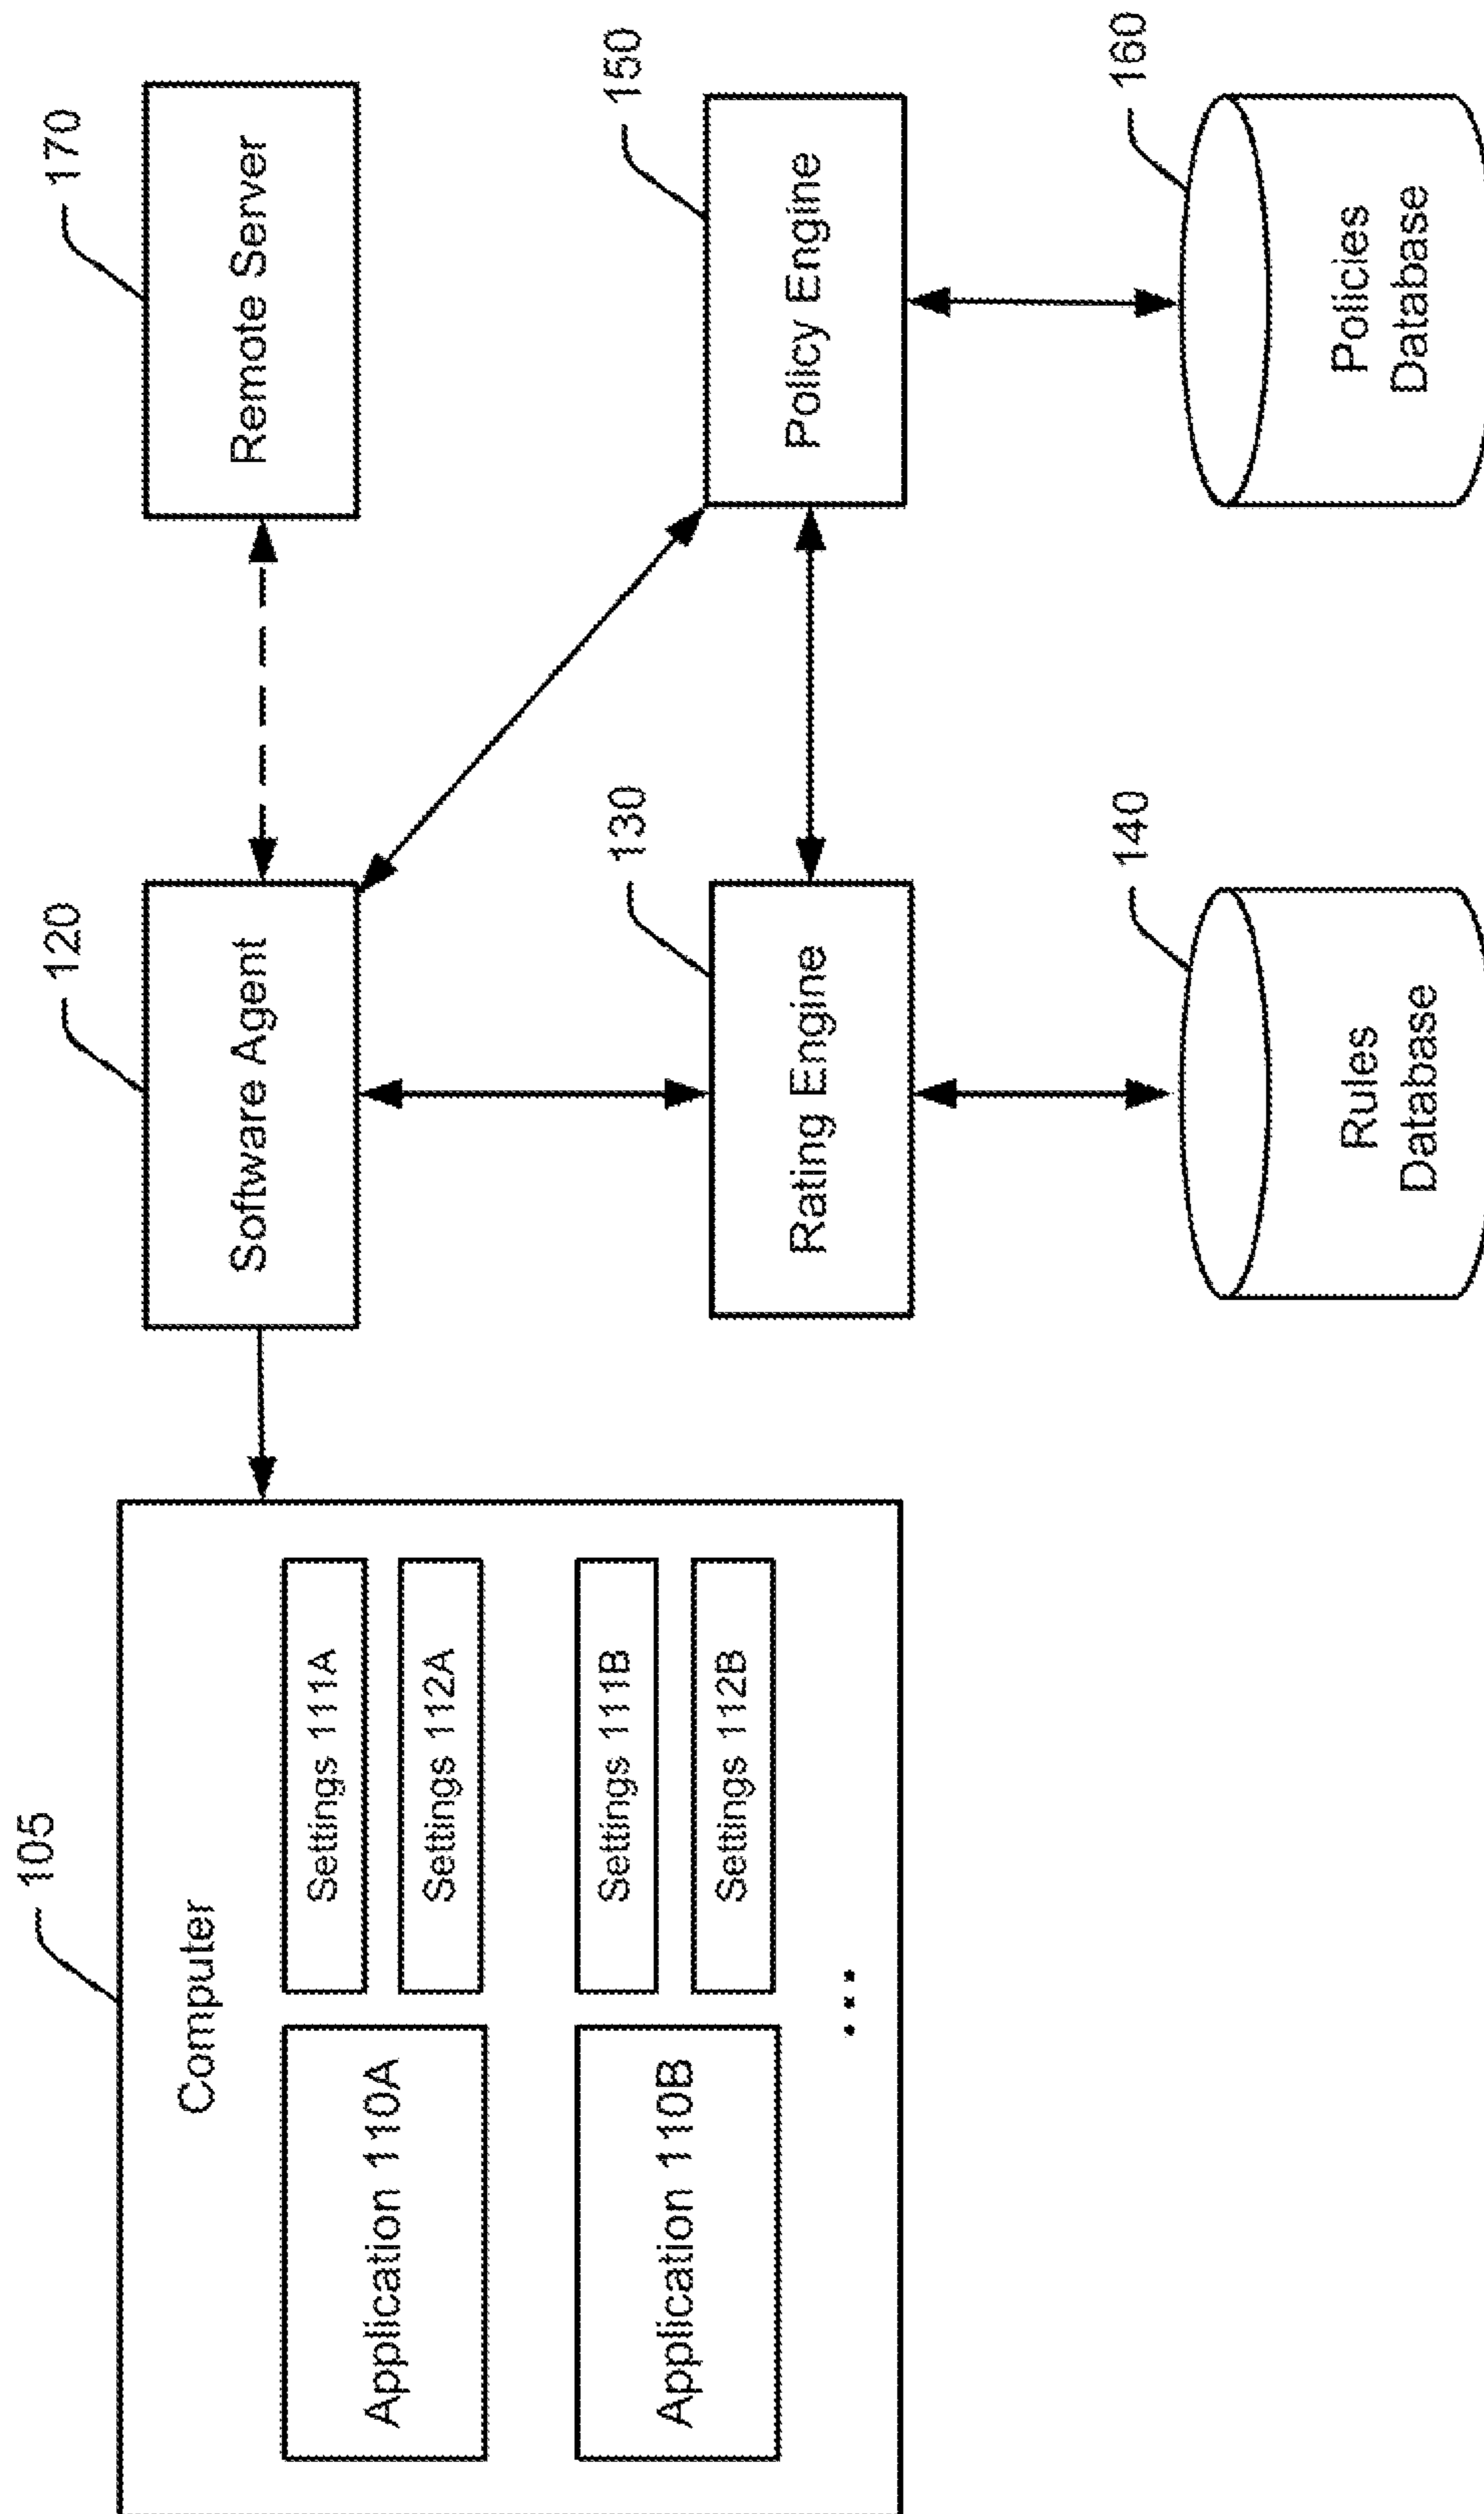 105
Computer
Application 110A
Settings 111A
Settings 112A
Application 110B
Settings 111B
Settings 112B
...
120
Software Agent
170
Remote Server
130
Rating Engine
150
Policy Engine
140
Rules
Database
160
Policies
Database